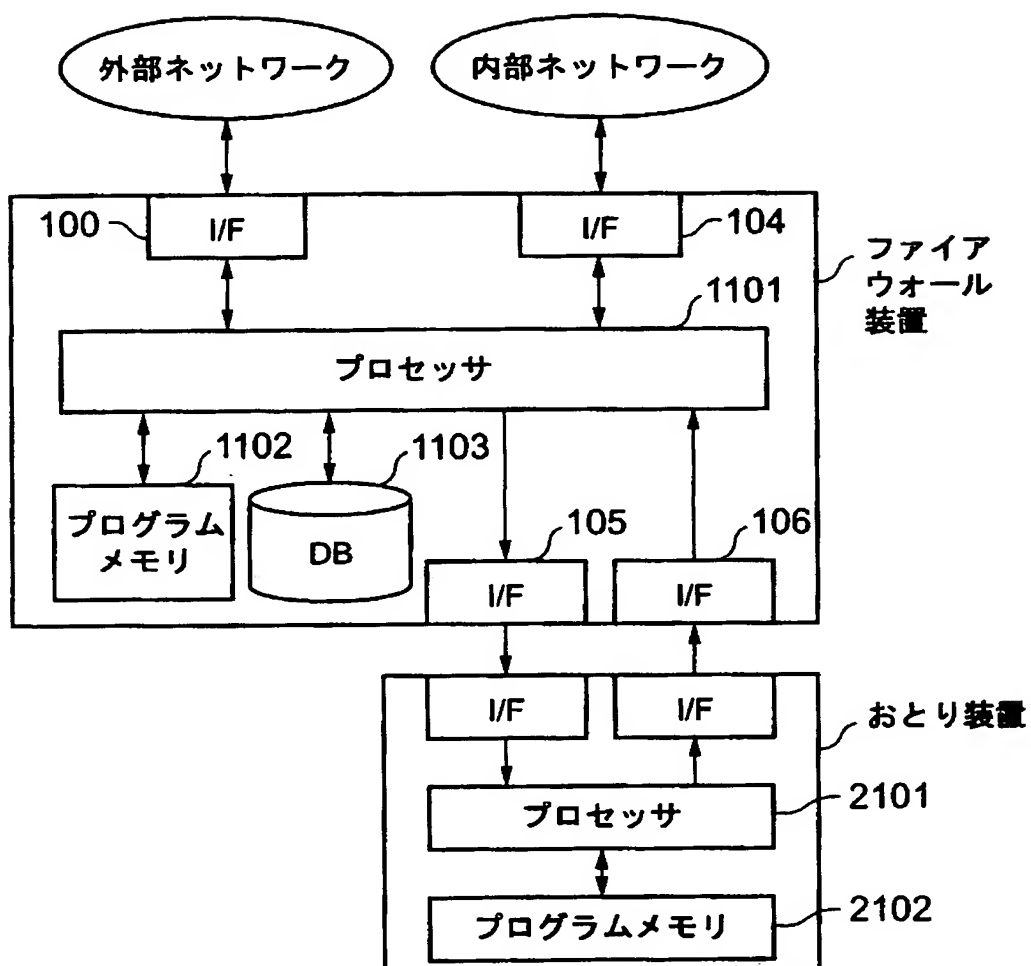 外部ネットワーク
内部ネットワーク
100
I/F
I/F
104
ファイア
ウォール
装置
1101
プロセッサ
1102
1103
プログラム
メモリ
DB
105
106
I/F
I/F
I/F
I/F
おとり装置
プロセッサ
2101
プログラムメモリ
2102